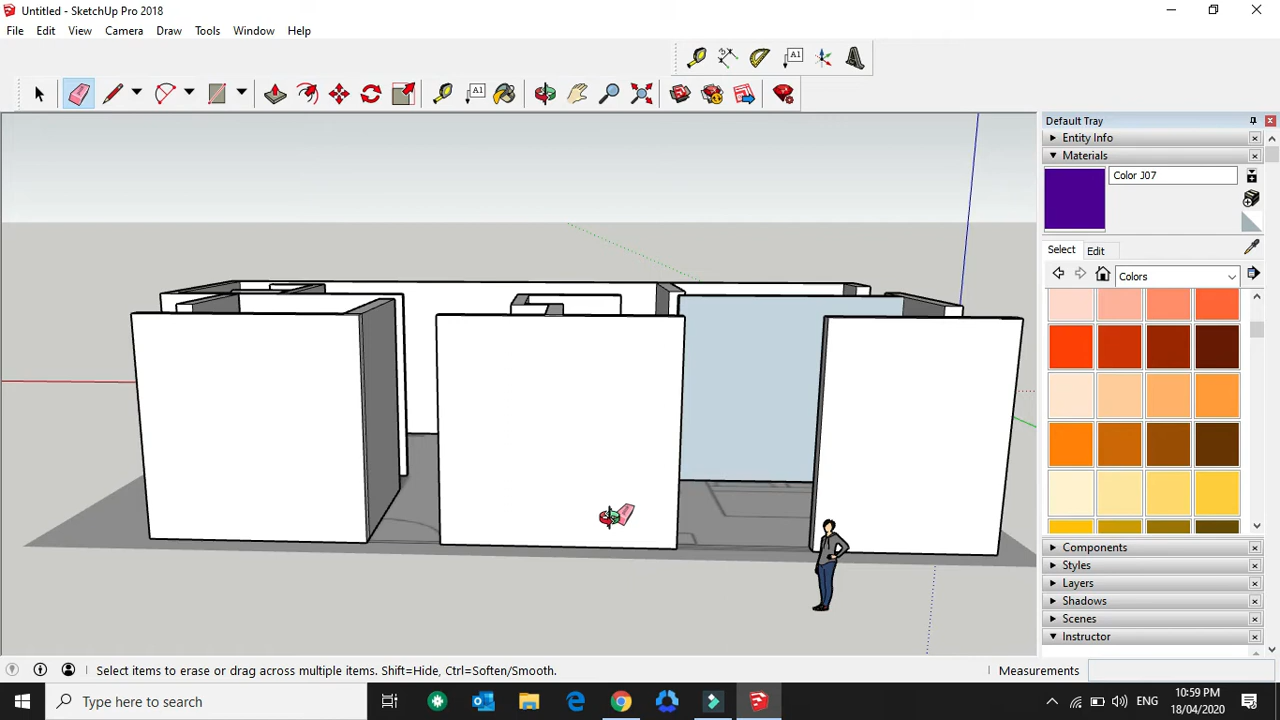 Untitled - SketchUp Pro 2018
File Edit View Camera Draw Tools Window Help
A1
A1
Default Tray
Entity Info
Materials
Color J07
Select Edit
Colors
Components
Styles
Layers
Shadows
Scenes
Instructor
Select items to erase or drag across multiple items. Shift=Hide, Ctrl=Soften/Smooth.
Measurements
Type here to search
ENG
10:59 PM
18/04/2020